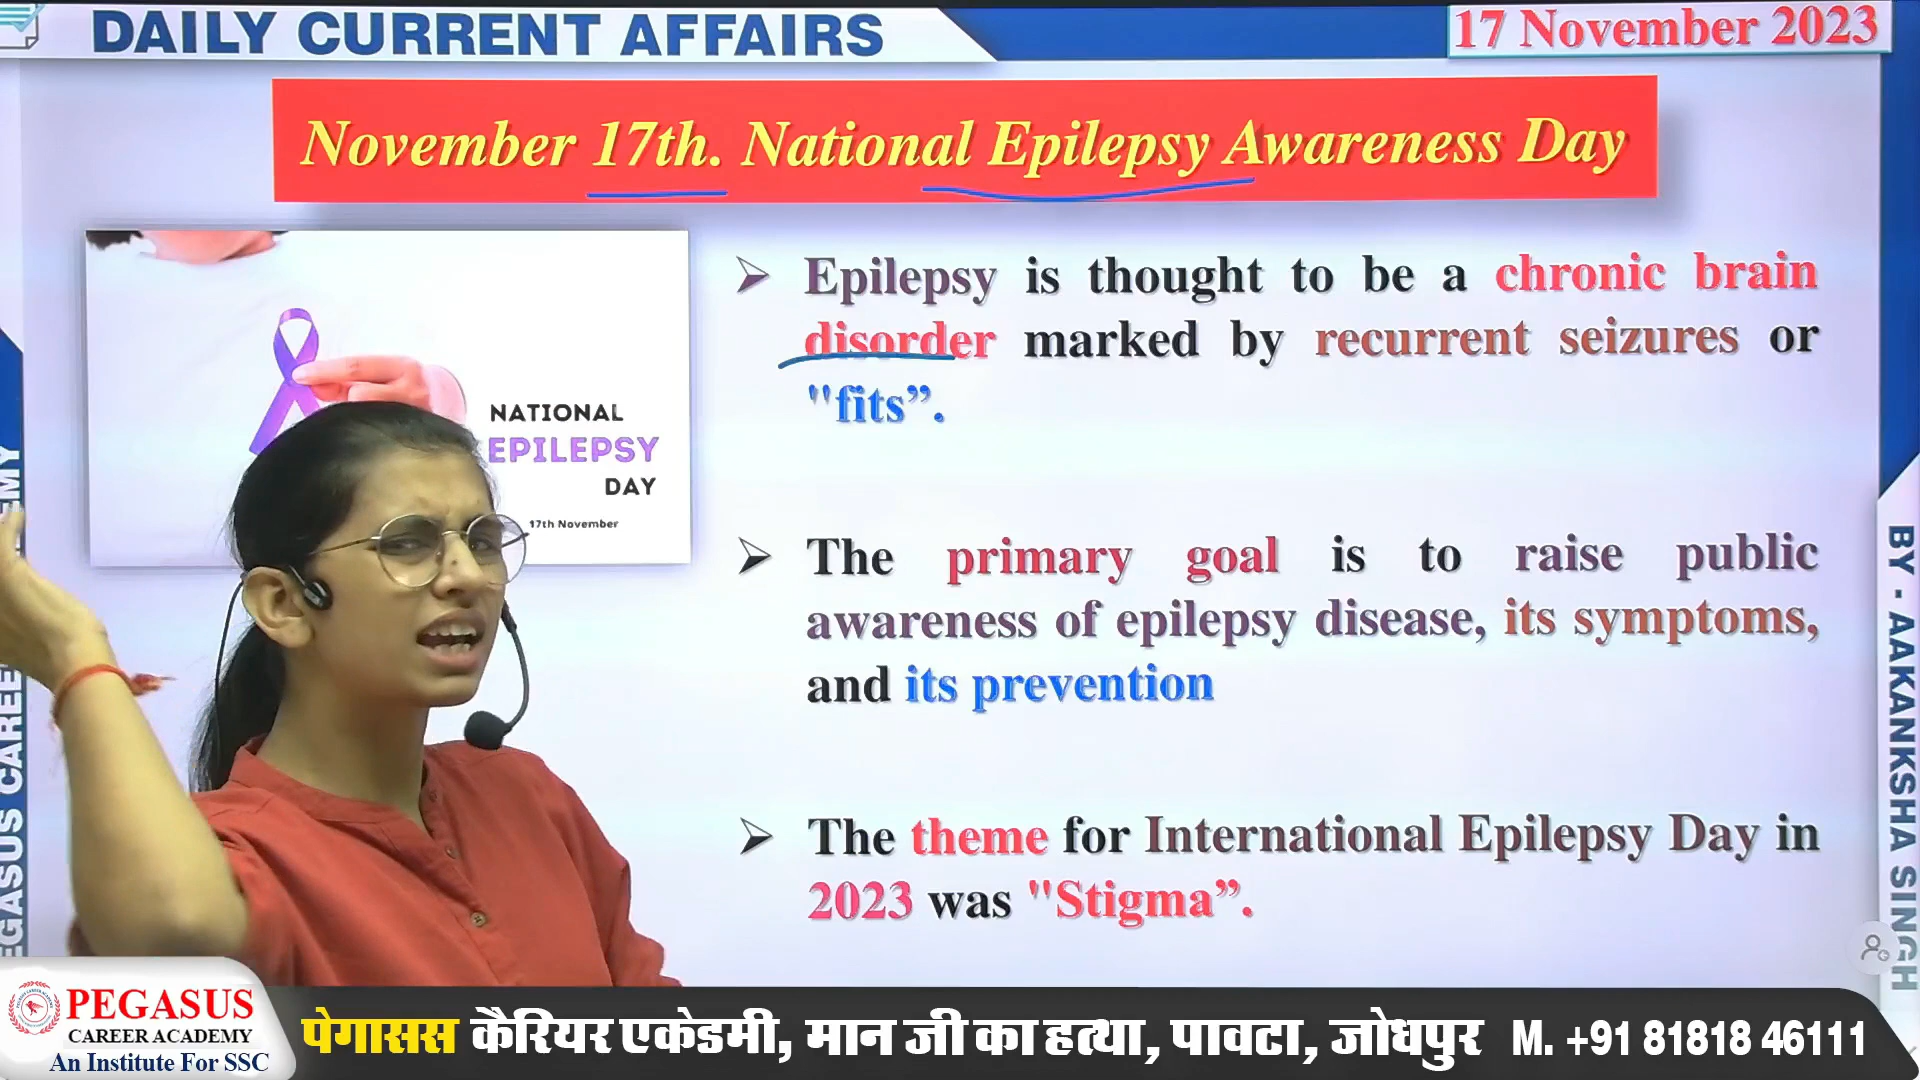 DAILY CURRENT AFFAIRS
17 November 2023
November 17th. National Epilepsy Awareness Day
NATIONAL
EPILEPSY
DAY
17th November
➢ Epilepsy is thought to be a chronic brain
disorder marked by recurrent seizures or
"fits”.
➢ The primary goal is to raise public
awareness of epilepsy disease, its symptoms,
and its prevention
➢ The theme for International Epilepsy Day in
2023 was "Stigma”.
BY - AAKANKSHA SINGH
EGASUS CAREE
EMY
PEGASUS
CAREER ACADEMY
An Institute For SSC
पेगासस कैरियर एकेडमी, मान जी का हत्था, पावटा, जोधपुर M. +91 81818 46111